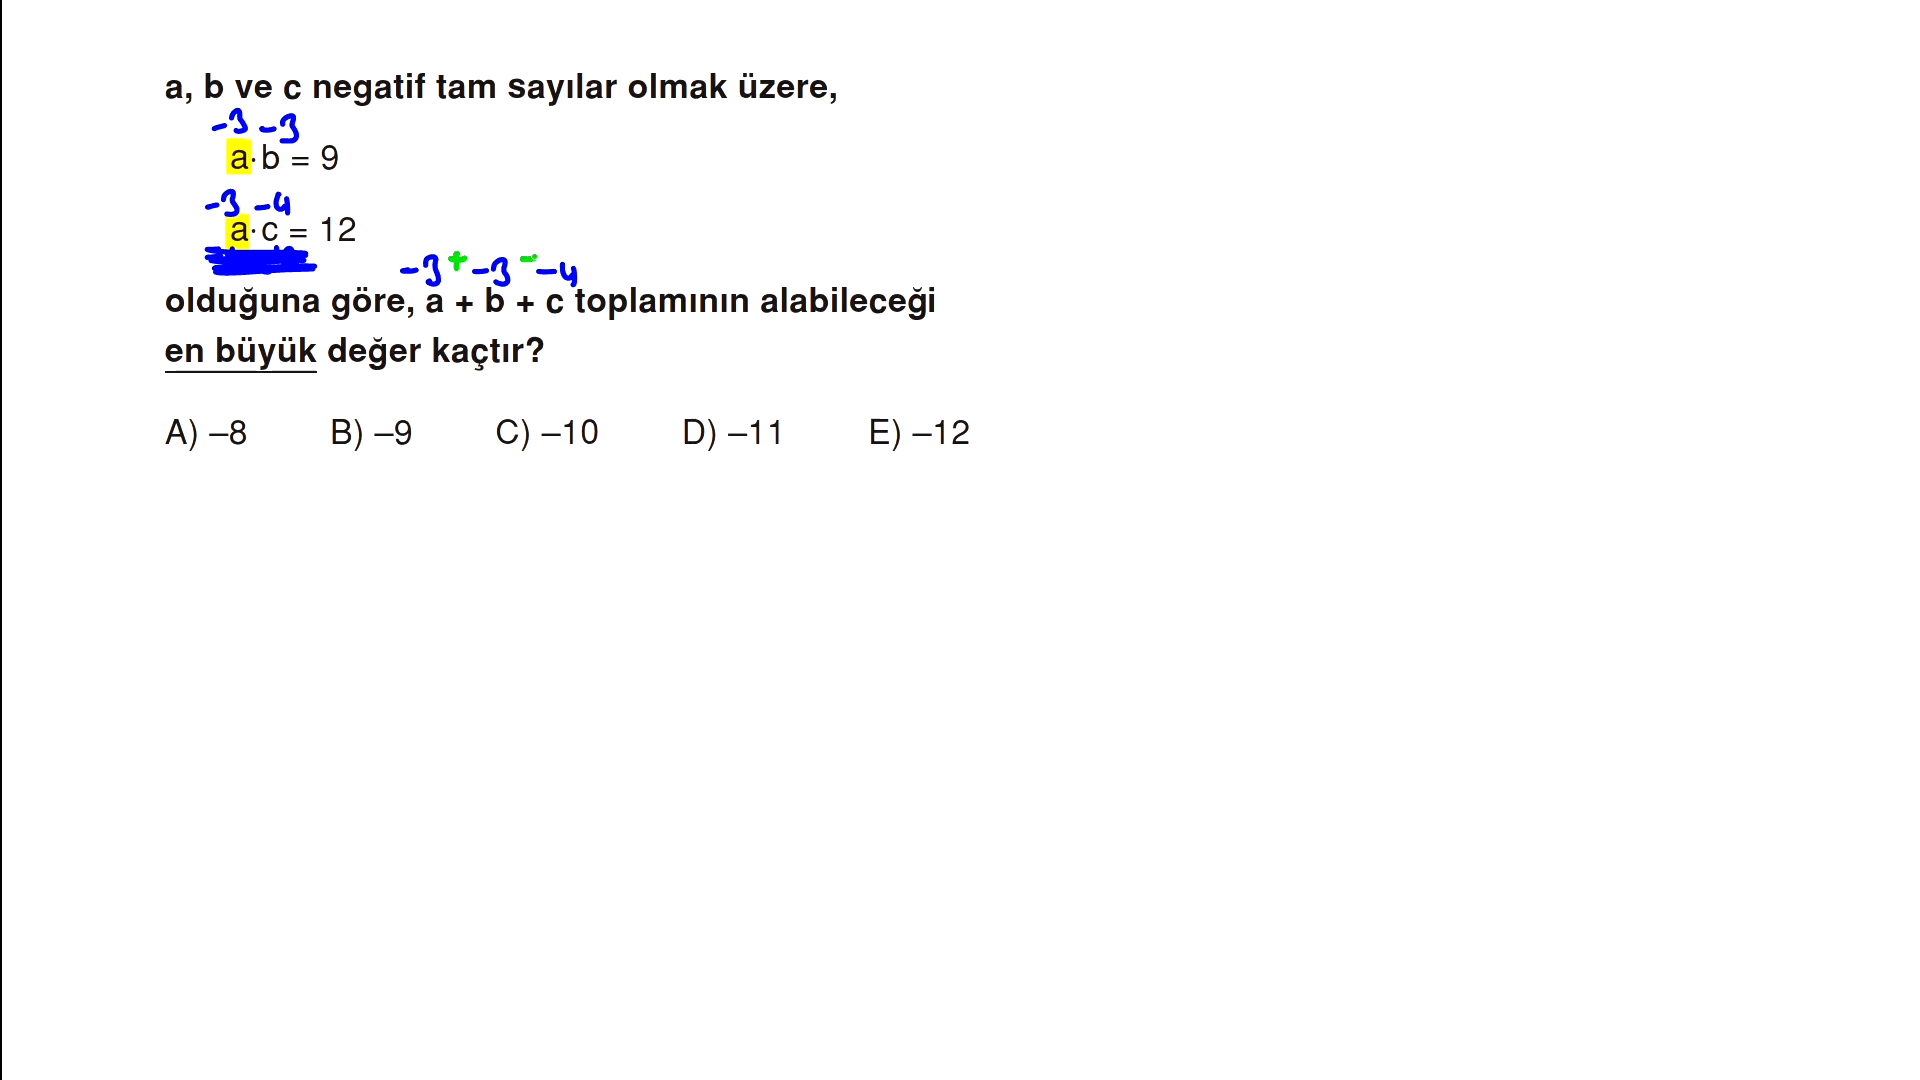 a, b ve c negatif tam sayılar olmak üzere,
-3 -3
a·b = 9
-3 -4
a·c = 12
-3 + -3 - -4
olduğuna göre, a + b + c toplamının alabileceği
en büyük değer kaçtır?
A) –8 B) –9 C) –10 D) –11 E) –12